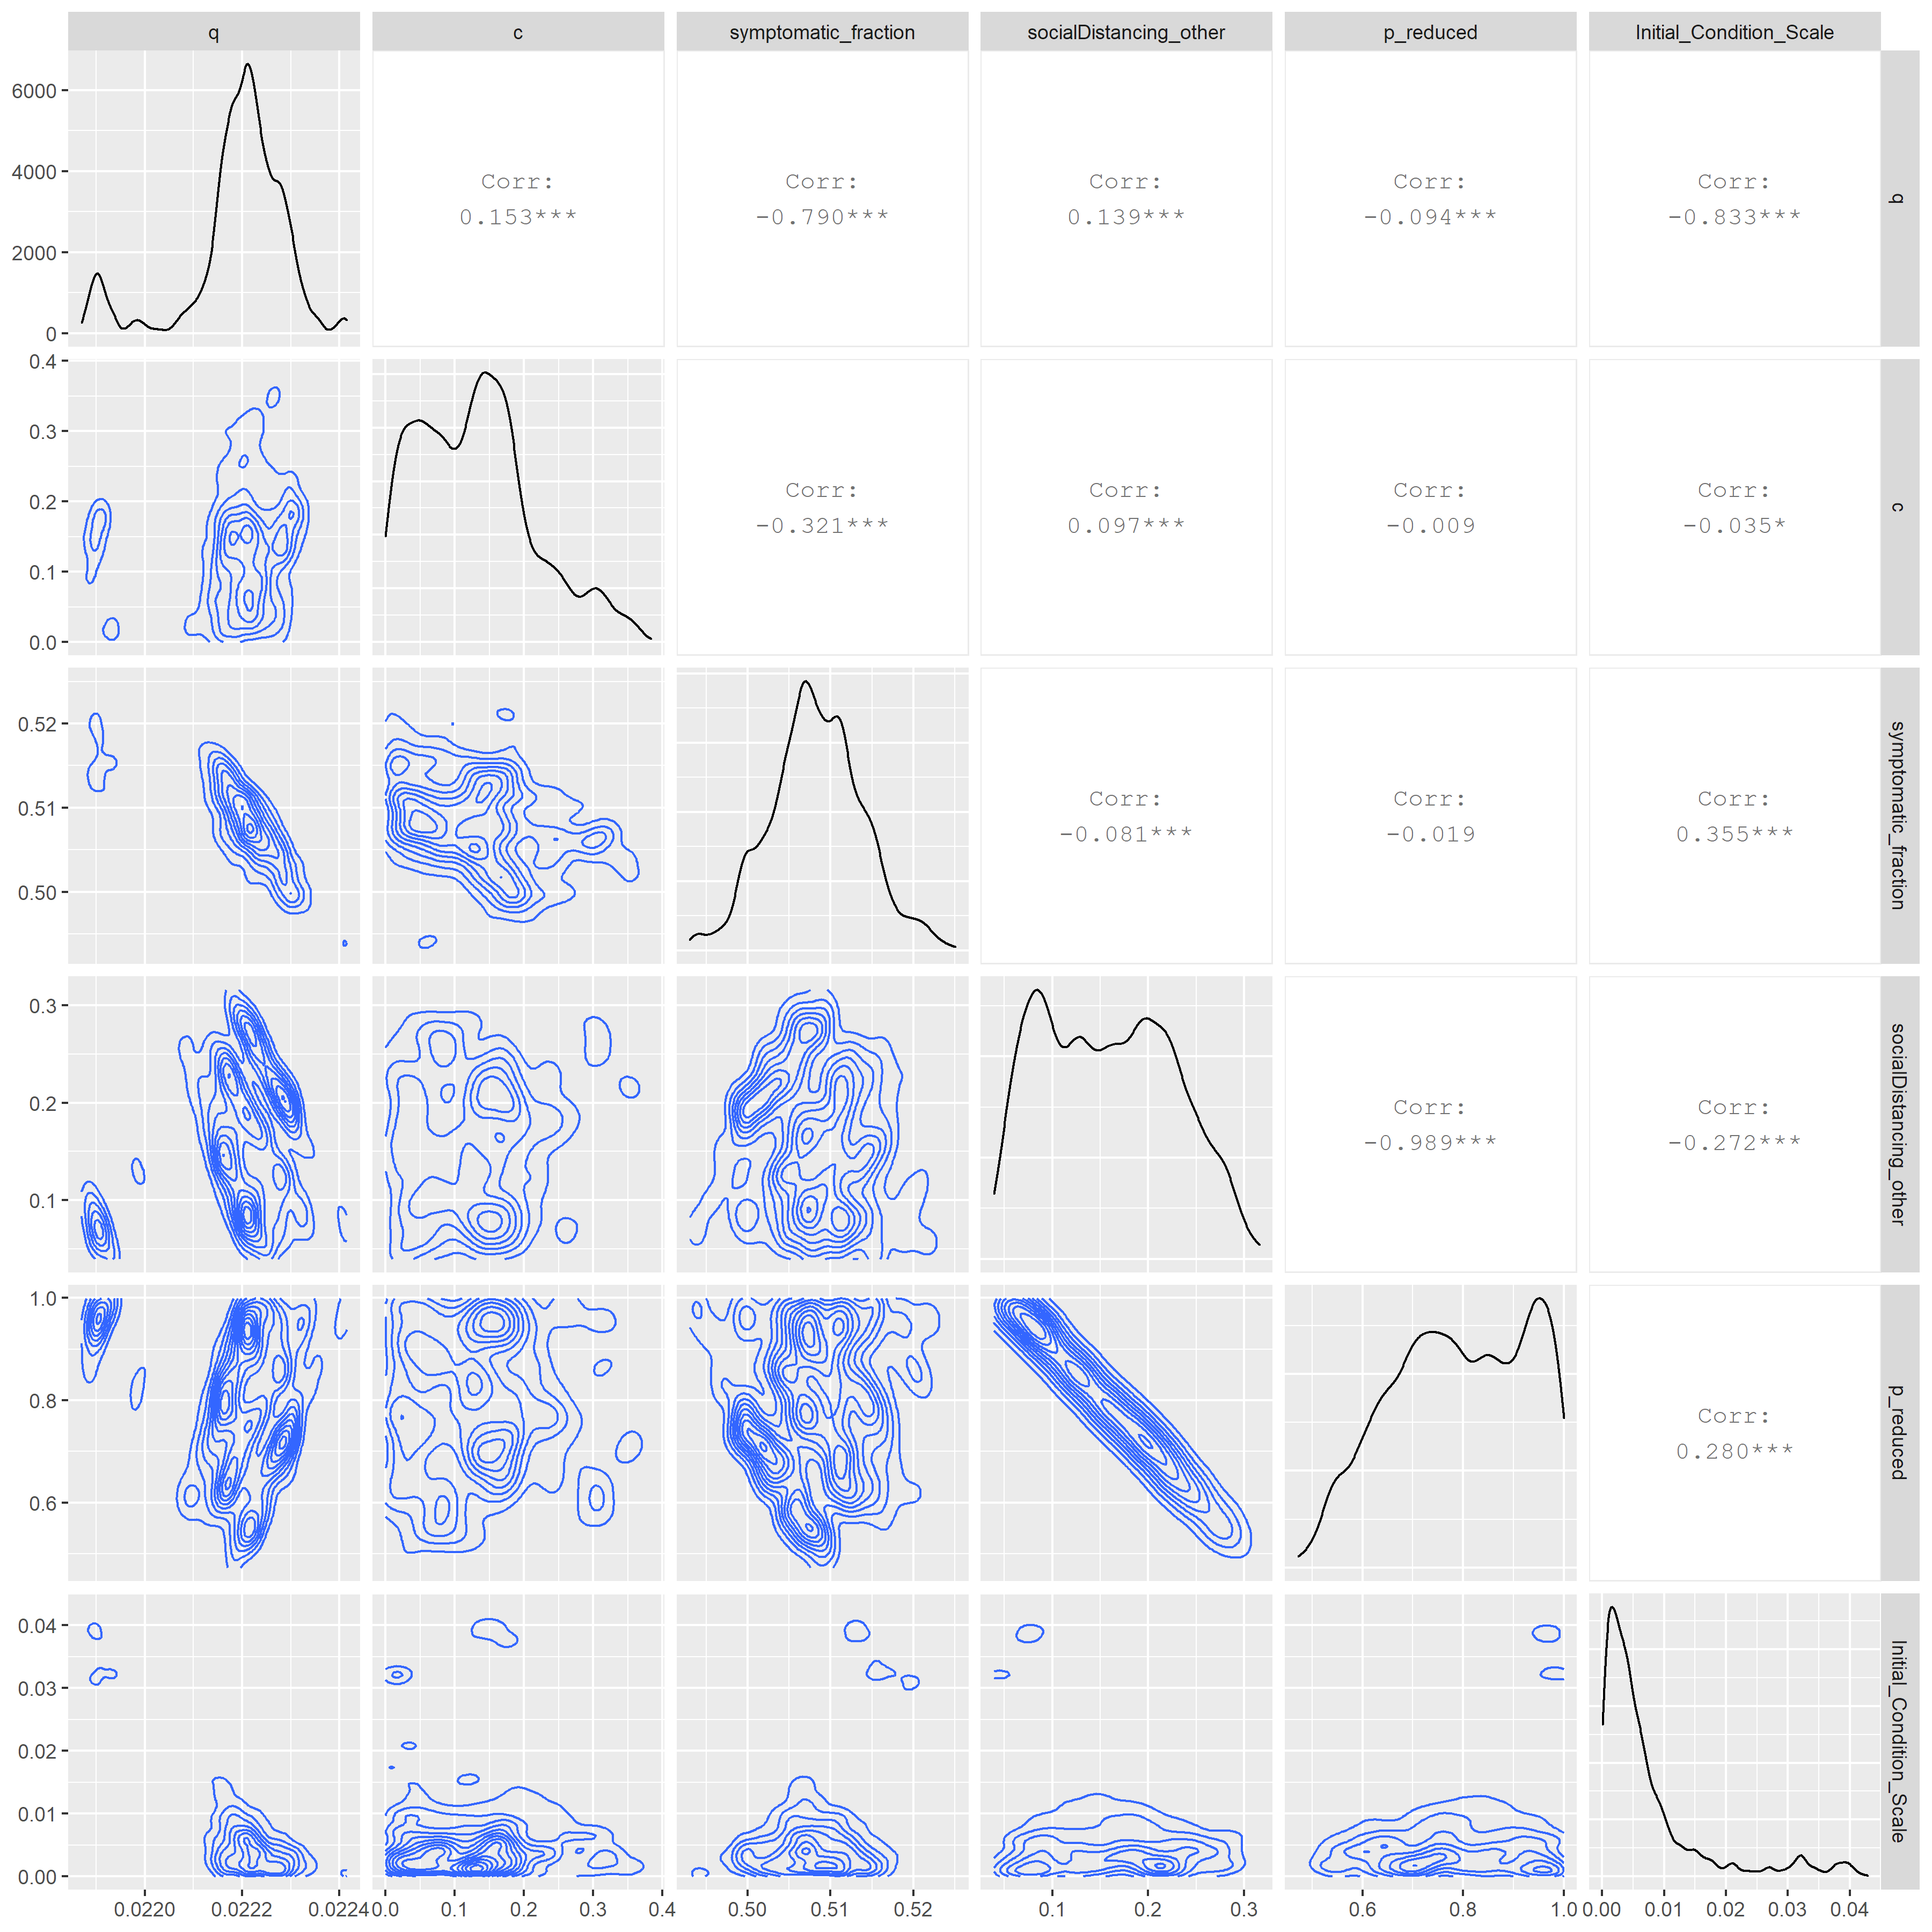 q c symptomatic_fraction socialDistancing_other p_reduced Initial_Condition_Scale
6000
4000
2000
0
Corr:
0.153***
Corr:
-0.790***
Corr:
0.139***
Corr:
-0.094***
Corr:
-0.833***
q
0.4
0.3
0.2
0.1
0.0
Corr:
-0.321***
Corr:
0.097***
Corr:
-0.009
Corr:
-0.035*
c
0.52
0.51
0.50
Corr:
-0.081***
Corr:
-0.019
Corr:
0.355***
symptomatic_fraction
0.3
0.2
0.1
Corr:
-0.989***
Corr:
-0.272***
socialDistancing_other
1.0
0.8
0.6
Corr:
0.280***
p_reduced
0.04
0.03
0.02
0.01
0.00
Initial_Condition_Scale
0.0220 0.0222 0.0224
0.0 0.1 0.2 0.3 0.4
0.50 0.51 0.52
0.1 0.2 0.3
0.6 0.8 1.0
0.00 0.01 0.02 0.03 0.04